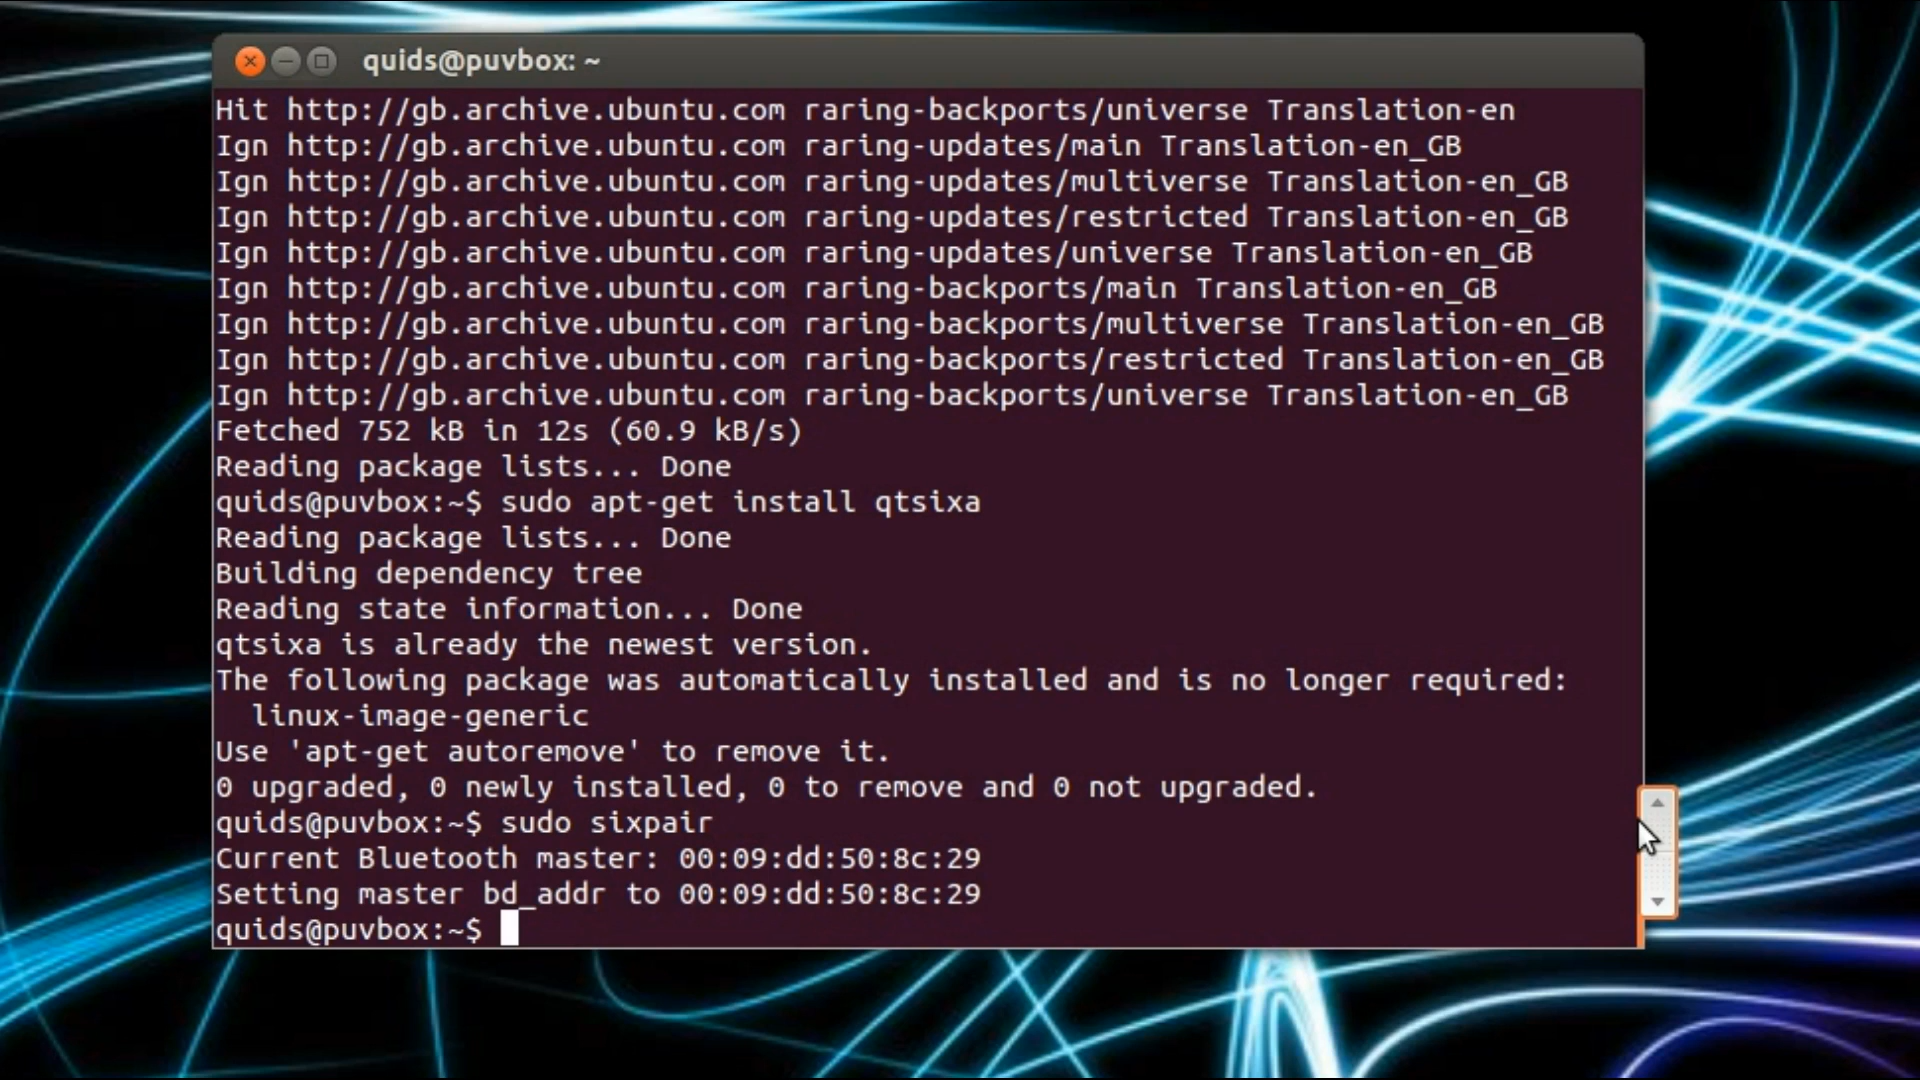 quids@puvbox: ~
Hit http://gb.archive.ubuntu.com raring-backports/universe Translation-en
Ign http://gb.archive.ubuntu.com raring-updates/main Translation-en_GB
Ign http://gb.archive.ubuntu.com raring-updates/multiverse Translation-en_GB
Ign http://gb.archive.ubuntu.com raring-updates/restricted Translation-en_GB
Ign http://gb.archive.ubuntu.com raring-updates/universe Translation-en_GB
Ign http://gb.archive.ubuntu.com raring-backports/main Translation-en_GB
Ign http://gb.archive.ubuntu.com raring-backports/multiverse Translation-en_GB
Ign http://gb.archive.ubuntu.com raring-backports/restricted Translation-en_GB
Ign http://gb.archive.ubuntu.com raring-backports/universe Translation-en_GB
Fetched 752 kB in 12s (60.9 kB/s)
Reading package lists... Done
quids@puvbox:~$ sudo apt-get install qtsixa
Reading package lists... Done
Building dependency tree
Reading state information... Done
qtsixa is already the newest version.
The following package was automatically installed and is no longer required:
  linux-image-generic
Use 'apt-get autoremove' to remove it.
0 upgraded, 0 newly installed, 0 to remove and 0 not upgraded.
quids@puvbox:~$ sudo sixpair
Current Bluetooth master: 00:09:dd:50:8c:29
Setting master bd_addr to 00:09:dd:50:8c:29
quids@puvbox:~$